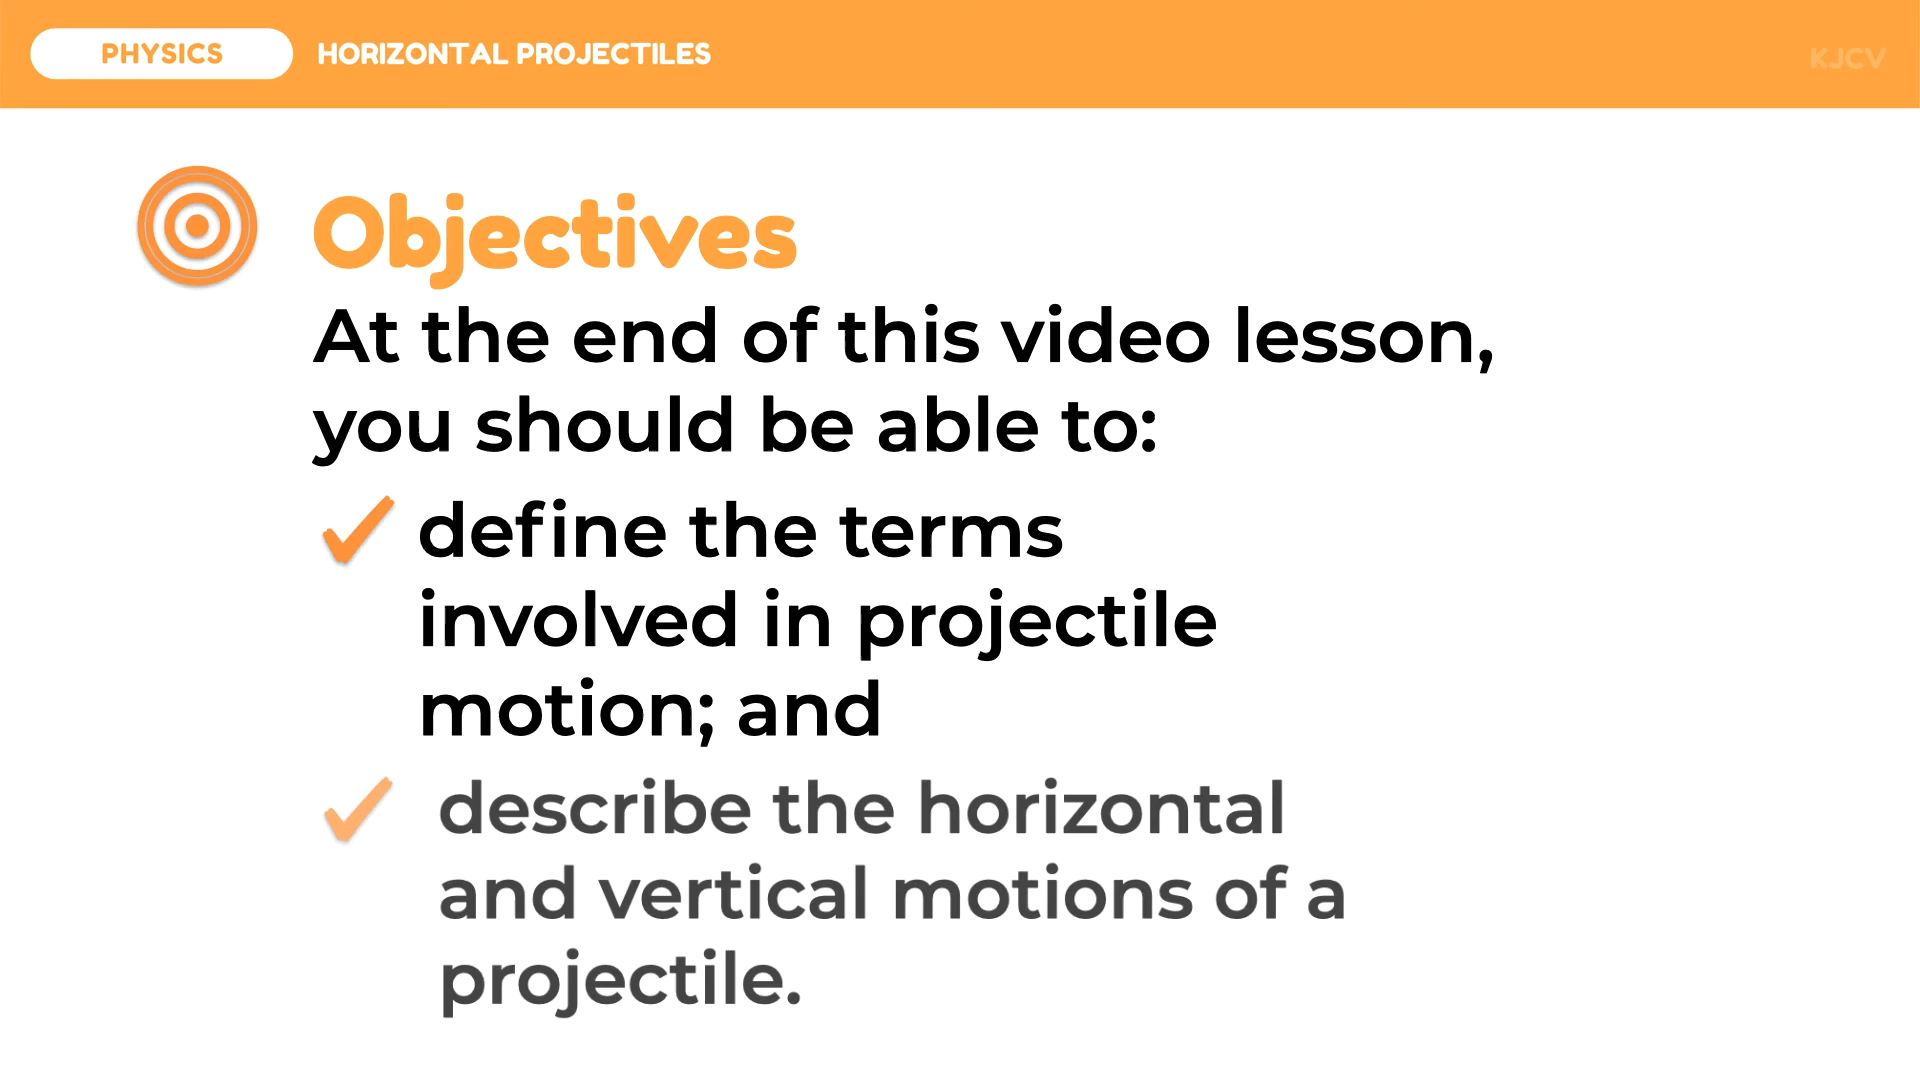 PHYSICS
HORIZONTAL PROJECTILES
KJCV
Objectives
At the end of this video lesson,
you should be able to:
define the terms
involved in projectile
motion; and
describe the horizontal
and vertical motions of a
projectile.